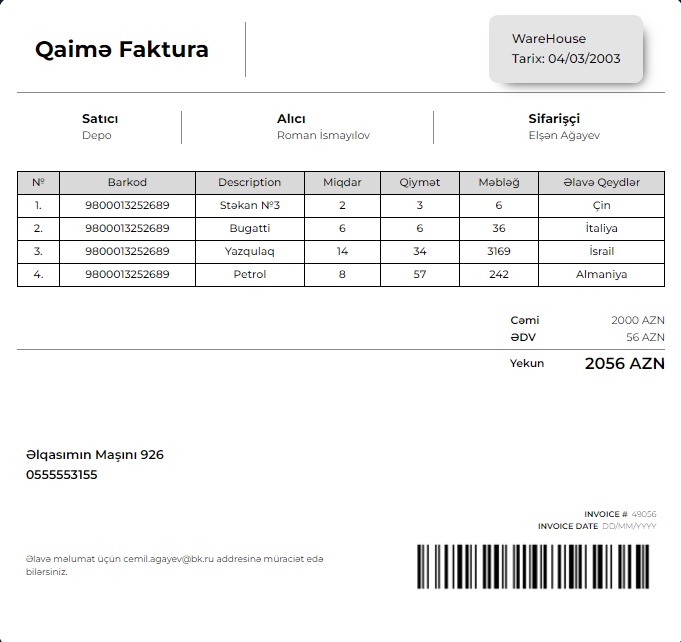 Qaimə Faktura
WareHouse
Tarix: 04/03/2003
Satıcı
Depo
Alıcı
Roman İsmayılov
Sifarişçi
Elşən Ağayev
Nº Barkod Description Miqdar Qiymət Məbləğ Əlavə Qeydlər
1. 9800013252689 Stəkan Nº3 2 3 6 Çin
2. 9800013252689 Bugatti 6 6 36 İtaliya
3. 9800013252689 Yazqulaq 14 34 3169 İsrail
4. 9800013252689 Petrol 8 57 242 Almaniya
Cəmi 2000 AZN
ƏDV 56 AZN
Yekun 2056 AZN
Əlqasımın Maşını 926
0555553155
INVOICE # 49056
INVOICE DATE DD/MM/YYYY
Əlavə məlumat üçün cemil.agayev@bk.ru addresinə müraciət edə
bilərsiniz.